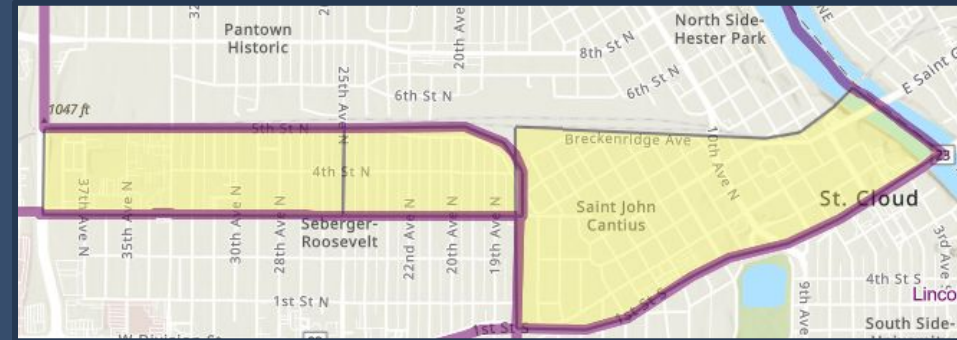 32
2
Pantown
Historic
20th Ave N
North Side-
Hester Park
NE
8th St N
E Saint G
25th Ave N
6th St N
6th St N
1047 ft
5th St N
Breckenridge Ave
10th Ave N
23
4th St N
37th Ave N
35th Ave N
30th Ave N
28th Ave N
22nd Ave N
20th Ave N
19th Ave N
Saint John
Cantius
St. Cloud
Seberger-
Roosevelt
3rd Ave S
1st St N
1st St S
1st St S
9th Ave
4th St S
Linco
South Side-
W Division St